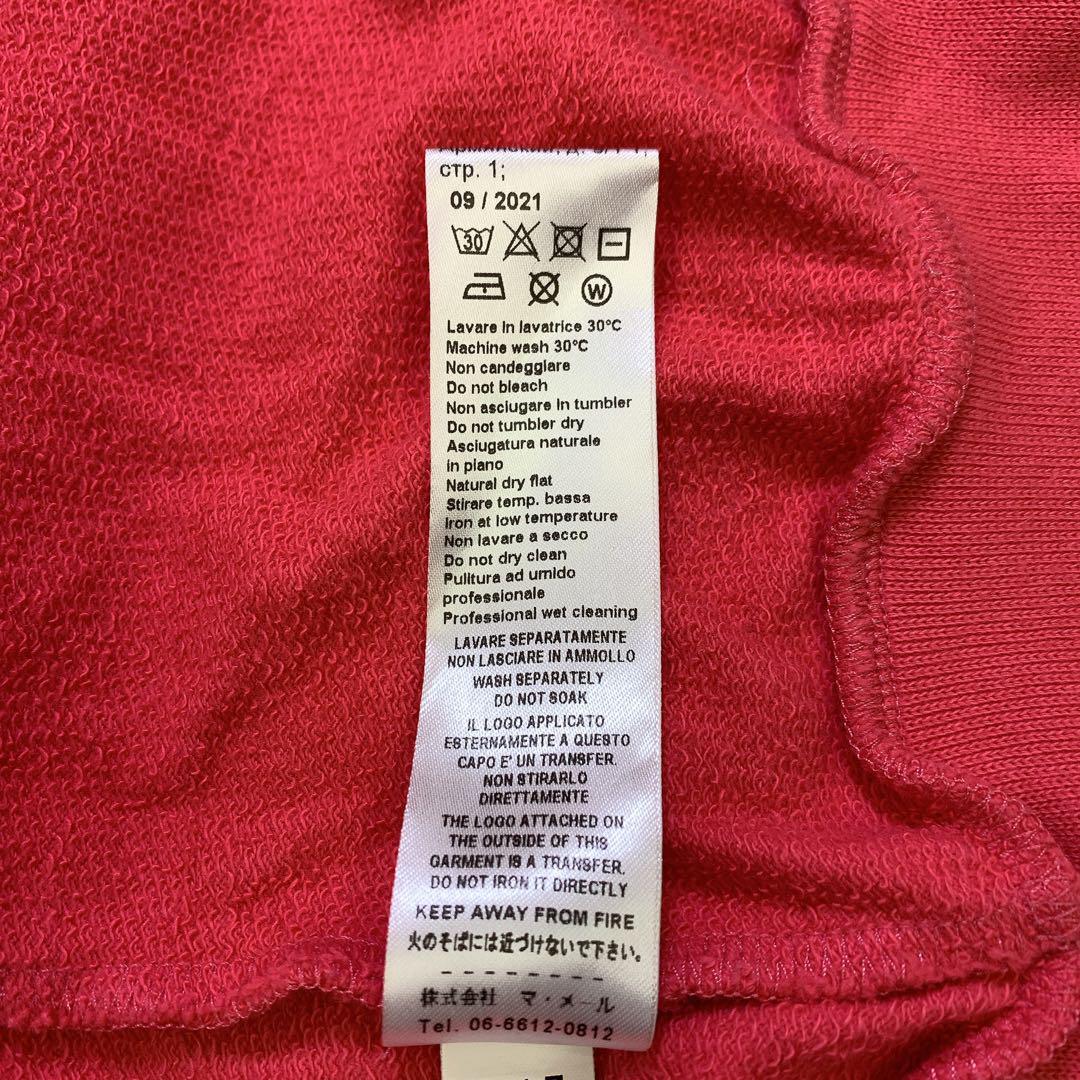 стр. 1;
09 / 2021
30
W
Lavare in lavatrice 30°C
Machine wash 30°C
Non candeggiare
Do not bleach
Non asciugare in tumbler
Do not tumbler dry
Asciugatura naturale
in piano
Natural dry flat
Stirare temp. bassa
Iron at low temperature
Non lavare a secco
Do not dry clean
Pulitura ad umido
professionale
Professional wet cleaning
LAVARE SEPARATAMENTE
NON LASCIARE IN AMMOLLO
WASH SEPARATELY
DO NOT SOAK
IL LOGO APPLICATO
ESTERNAMENTE A QUESTO
CAPO E' UN TRANSFER.
NON STIRARLO
DIRETTAMENTE
THE LOGO ATTACHED ON
THE OUTSIDE OF THIS
GARMENT IS A TRANSFER.
DO NOT IRON IT DIRECTLY
KEEP AWAY FROM FIRE
火のそばには近づけないで下さい。
--------
株式会社 マ・メール
Tel. 06-6612-0812